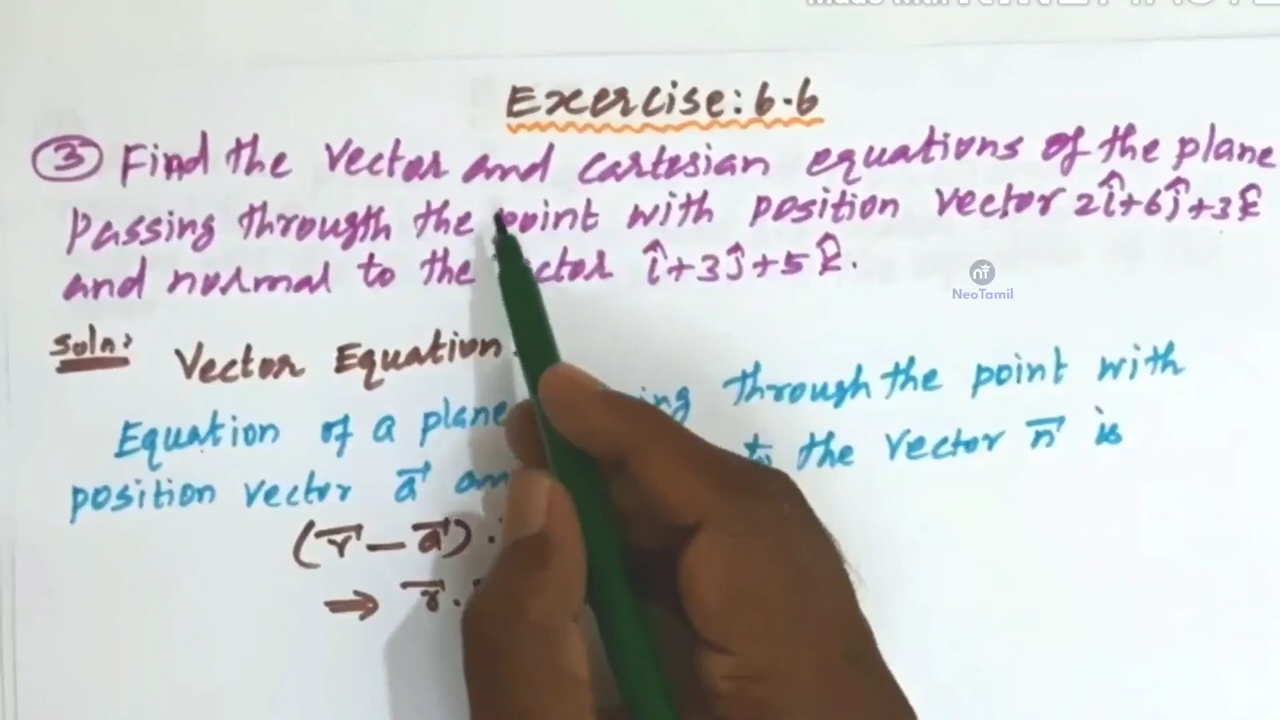 Exercise: 6.6
③ Find the vector and cartesian equations of the plane
passing through the point with position vector 2î+6ĵ+3k̂
and normal to the vector î+3ĵ+5k̂.
NeoTamil
Soln: Vector Equation
Equation of a plane through the point with
position vector a⃗ to the vector n⃗ is
(r⃗ – a⃗).
⇒ r⃗.